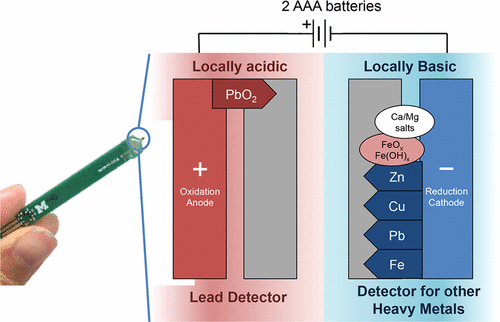 2 AAA batteries
+
Locally acidic
Locally Basic
PbO₂
Ca/Mg
salts
FeOₓ
Fe(OH)ₓ
+
Oxidation
Anode
Zn
Cu
Pb
Fe
−
Reduction
Cathode
M
Lead Detector
Detector for other
Heavy Metals